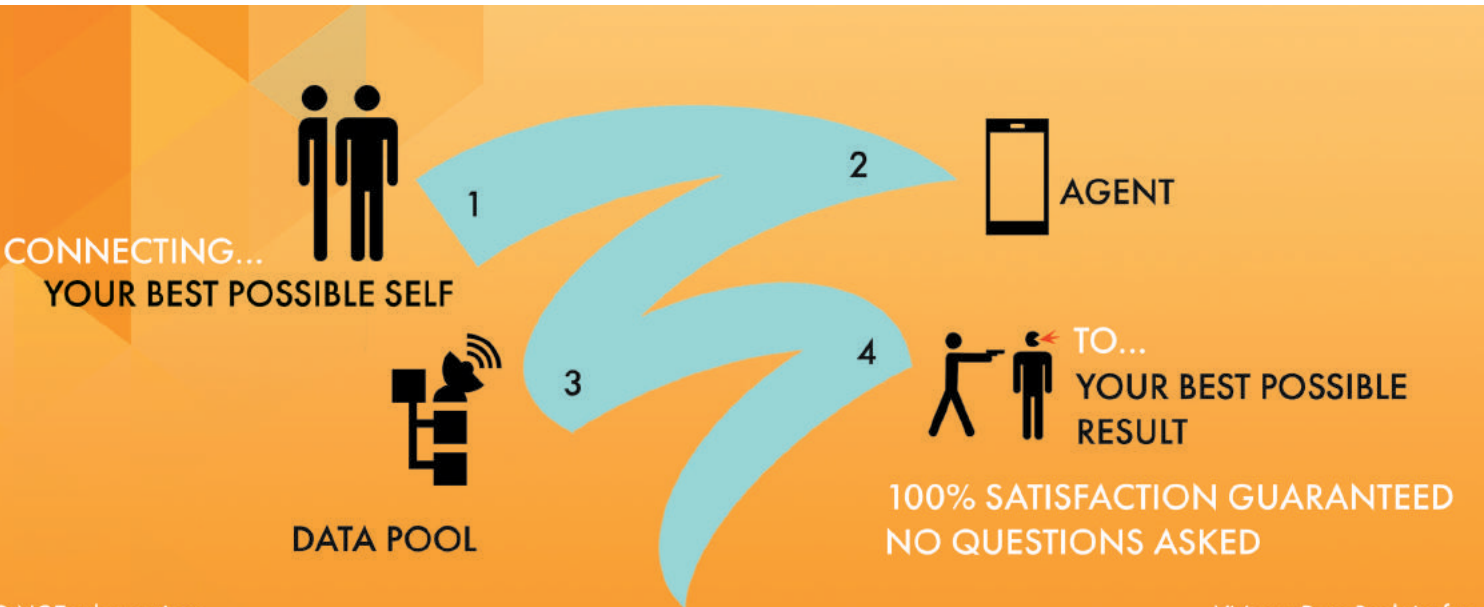 1
2
AGENT
CONNECTING...
YOUR BEST POSSIBLE SELF
3
DATA POOL
4
TO...
YOUR BEST POSSIBLE
RESULT
100% SATISFACTION GUARANTEED
NO QUESTIONS ASKED